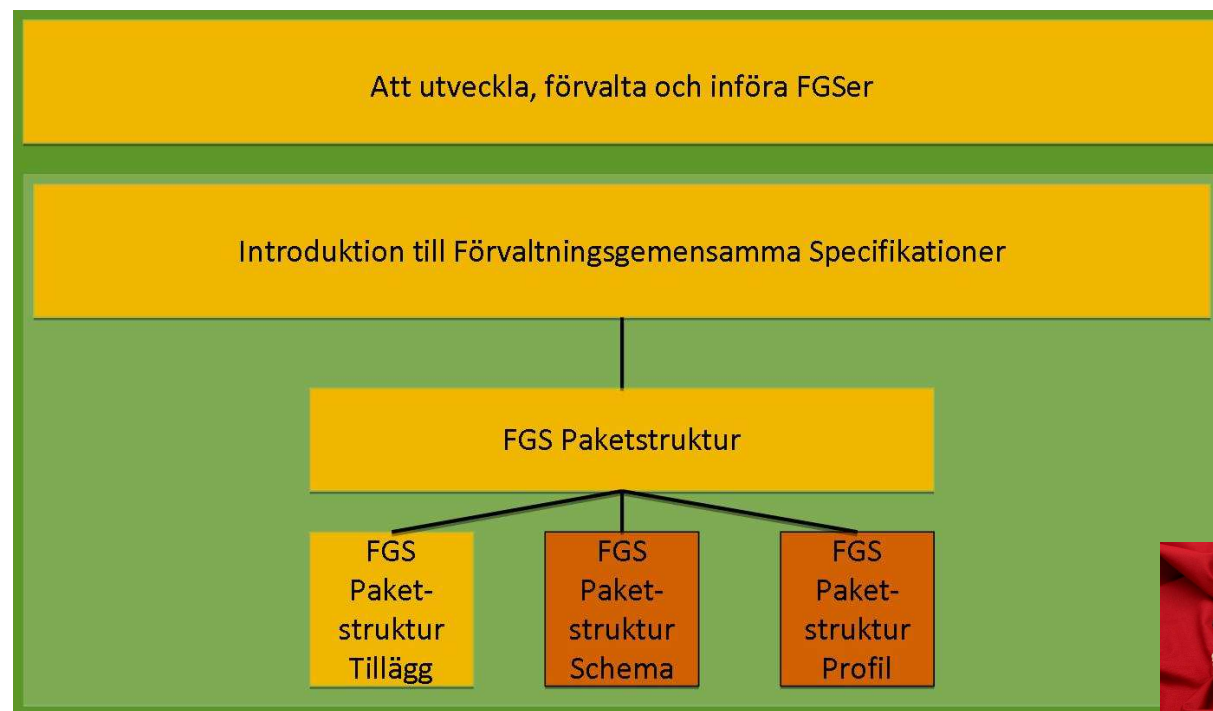 Att utveckla, förvalta och införa FGSer
Introduktion till Förvaltningsgemensamma Specifikationer
FGS Paketstruktur
FGS
Paket-
struktur
Tillägg
FGS
Paket-
struktur
Schema
FGS
Paket-
struktur
Profil